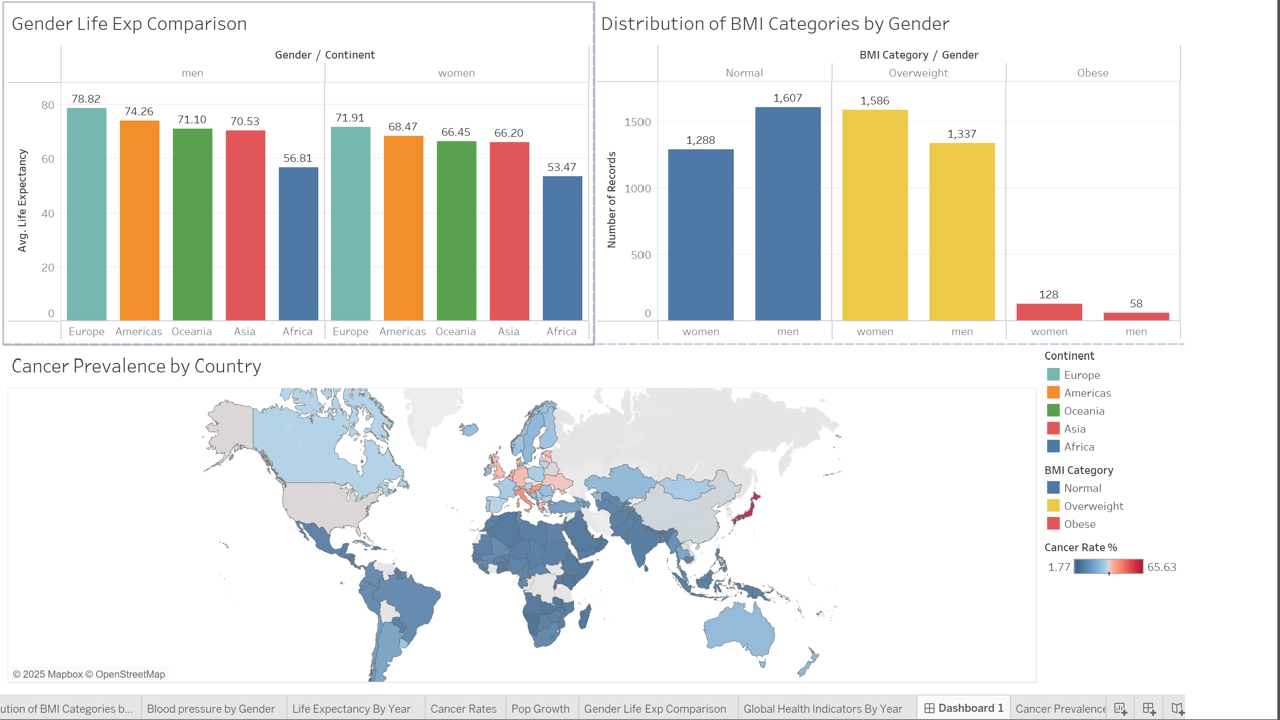 Gender Life Exp Comparison
Gender / Continent
men women
Avg. Life Expectancy
80
60
40
20
0
78.82 74.26 71.10 70.53 56.81 71.91 68.47 66.45 66.20 53.47
Europe Americas Oceania Asia Africa Europe Americas Oceania Asia Africa
Distribution of BMI Categories by Gender
BMI Category / Gender
Normal Overweight Obese
Number of Records
1500
1000
500
0
1,288 1,607 1,586 1,337 128 58
women men women men women men
Cancer Prevalence by Country
© 2025 Mapbox © OpenStreetMap
Continent
Europe
Americas
Oceania
Asia
Africa
BMI Category
Normal
Overweight
Obese
Cancer Rate %
1.77 65.63
ution of BMI Categories b... Blood pressure by Gender Life Expectancy By Year Cancer Rates Pop Growth Gender Life Exp Comparison Global Health Indicators By Year Dashboard 1 Cancer Prevalence